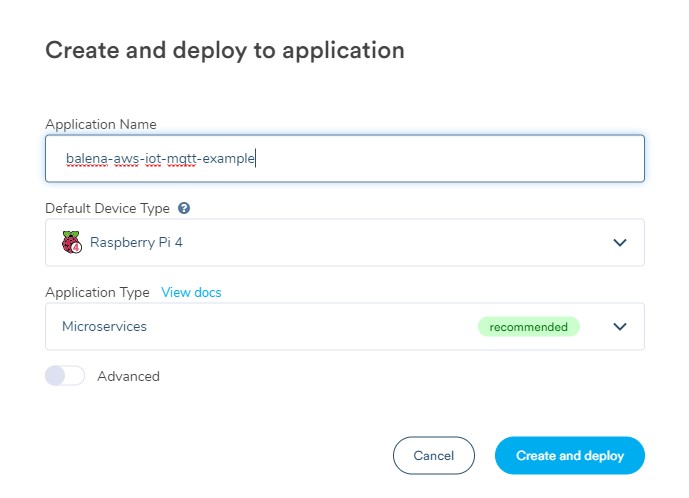 Create and deploy to application
Application Name
balena-aws-iot-mqtt-example
Default Device Type ?
4 Raspberry Pi 4
Application Type View docs
Microservices recommended
Advanced
Cancel Create and deploy